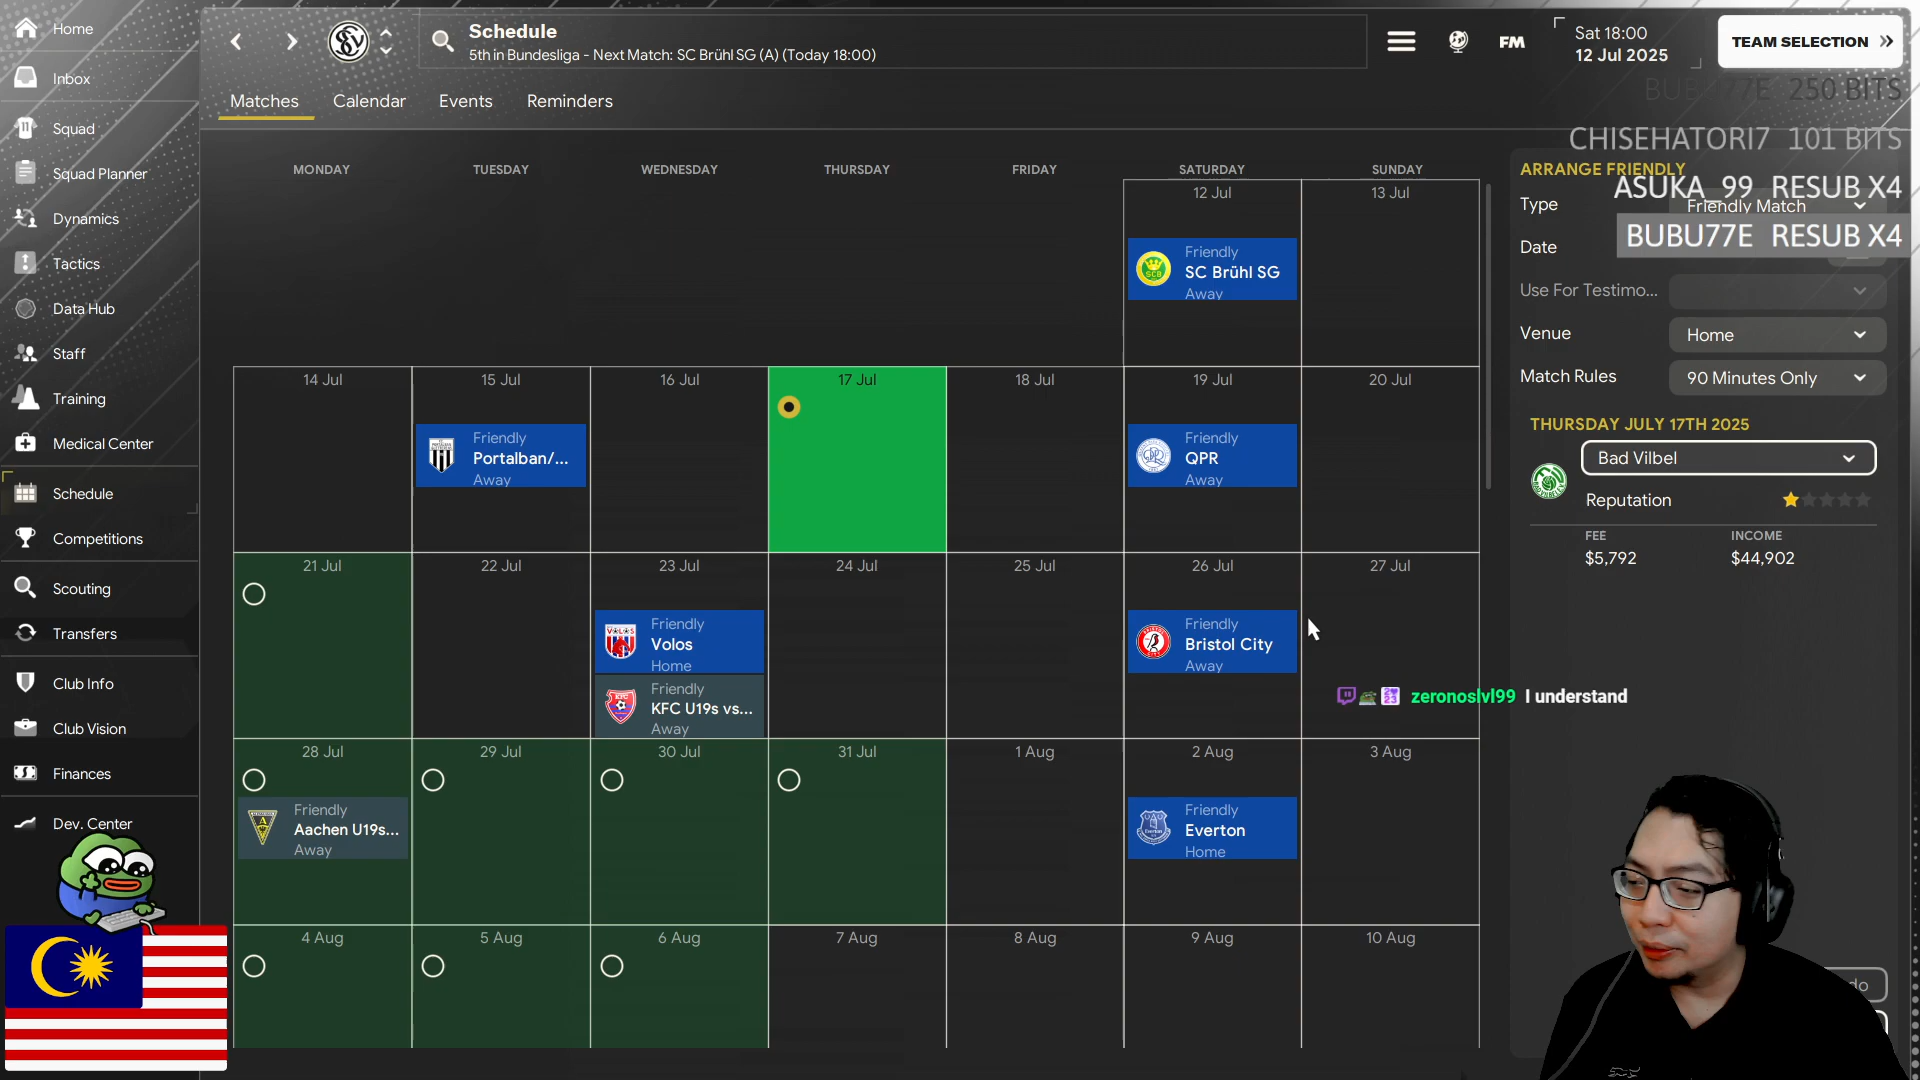 Home
Inbox
Squad
Squad Planner
Dynamics
Tactics
Data Hub
Staff
Training
Medical Center
Schedule
Competitions
Scouting
Transfers
Club Info
Club Vision
Finances
Dev. Center
Schedule
5th in Bundesliga - Next Match: SC Brühl SG (A) (Today 18:00)
FM
Sat 18:00
12 Jul 2025
TEAM SELECTION
Matches Calendar Events Reminders
BUBU77E 250 BITS
CHISEHATORI7 101 BITS
ASUKA_99 RESUB X4
BUBU77E RESUB X4
MONDAY TUESDAY WEDNESDAY THURSDAY FRIDAY SATURDAY SUNDAY
12 Jul 13 Jul
Friendly
SC Brühl SG
Away
14 Jul 15 Jul 16 Jul 17 Jul 18 Jul 19 Jul 20 Jul
Friendly
Portalban/...
Away
Friendly
QPR
Away
21 Jul 22 Jul 23 Jul 24 Jul 25 Jul 26 Jul 27 Jul
Friendly
Volos
Home
Friendly
KFC U19s vs...
Away
Friendly
Bristol City
Away
28 Jul 29 Jul 30 Jul 31 Jul 1 Aug 2 Aug 3 Aug
Friendly
Aachen U19s...
Away
Friendly
Everton
Home
4 Aug 5 Aug 6 Aug 7 Aug 8 Aug 9 Aug 10 Aug
ARRANGE FRIENDLY
Type Friendly Match
Date
Use For Testimo...
Venue Home
Match Rules 90 Minutes Only
THURSDAY JULY 17TH 2025
Bad Vilbel
Reputation
FEE INCOME
$5,792 $44,902
zeronoslvl99 I understand